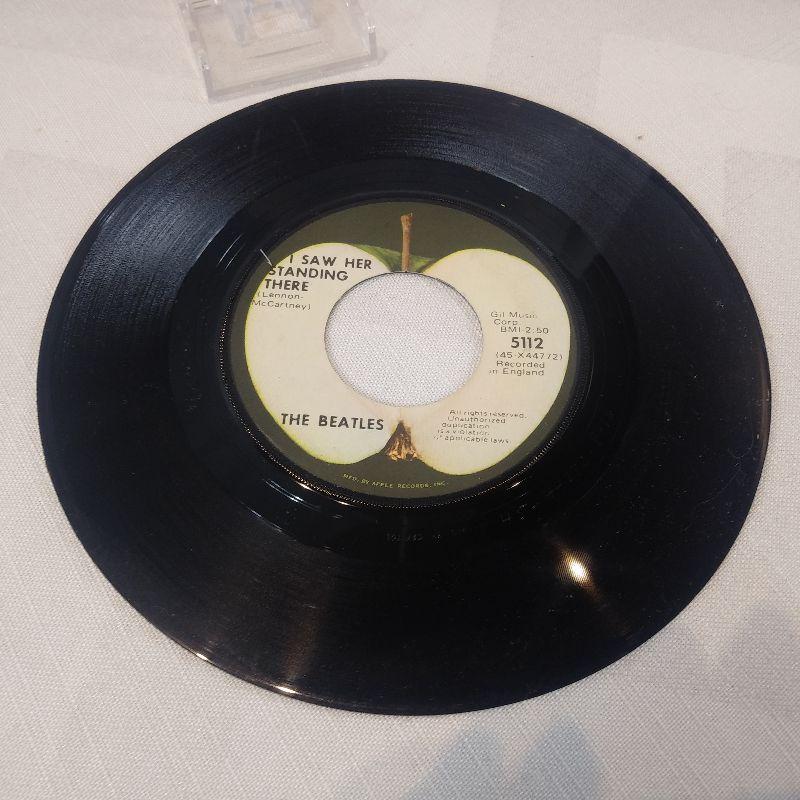 I SAW HER
STANDING
THERE
(Lennon-
McCartney)
Gil Music
Corp.
BMI-2:50
5112
(45-X44772)
Recorded
in England
THE BEATLES
All rights reserved.
Unauthorized
duplication
is a violation
of applicable laws.
MFD. BY APPLE RECORDS, INC.